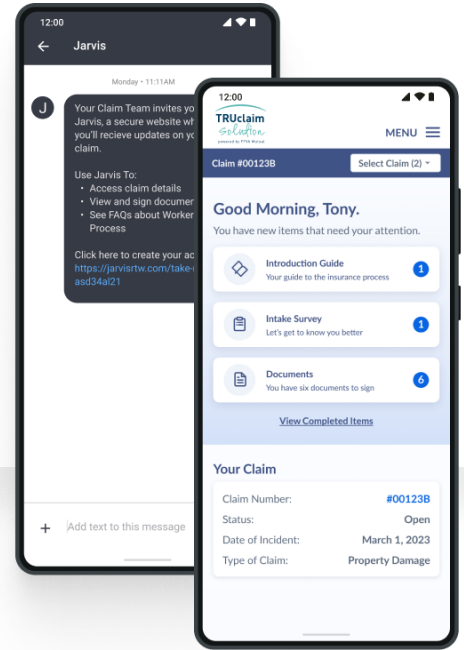 12:00
Jarvis
Monday • 11:11AM
J
Your Claim Team invites yo
Jarvis, a secure website wh
you'll recieve updates on yo
claim.
Use Jarvis To:
• Access claim details
• View and sign documen
• See FAQs about Worker
Process
Click here to create your ac
https://jarvisrtw.com/take-
asd34al21
Add text to this message
12:00
TRUclaim
Solution
MENU
Claim #00123B
Select Claim (2)
Good Morning, Tony.
You have new items that need your attention.
Introduction Guide
Your guide to the insurance process
1
Intake Survey
Let's get to know you better
1
Documents
You have six documents to sign
6
View Completed Items
Your Claim
Claim Number: #00123B
Status: Open
Date of Incident: March 1, 2023
Type of Claim: Property Damage